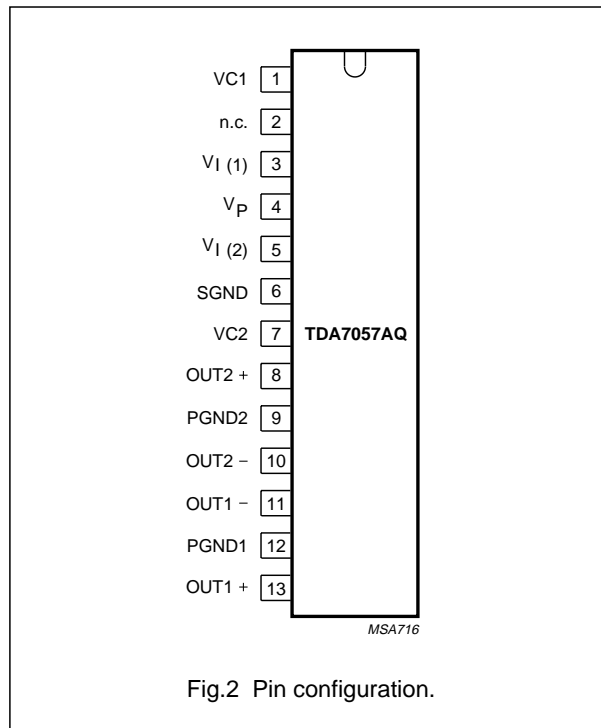 VC1 1
n.c. 2
VI (1) 3
VP 4
VI (2) 5
SGND 6
VC2 7 TDA7057AQ
OUT2 + 8
PGND2 9
OUT2 − 10
OUT1 − 11
PGND1 12
OUT1 + 13
MSA716
Fig.2 Pin configuration.